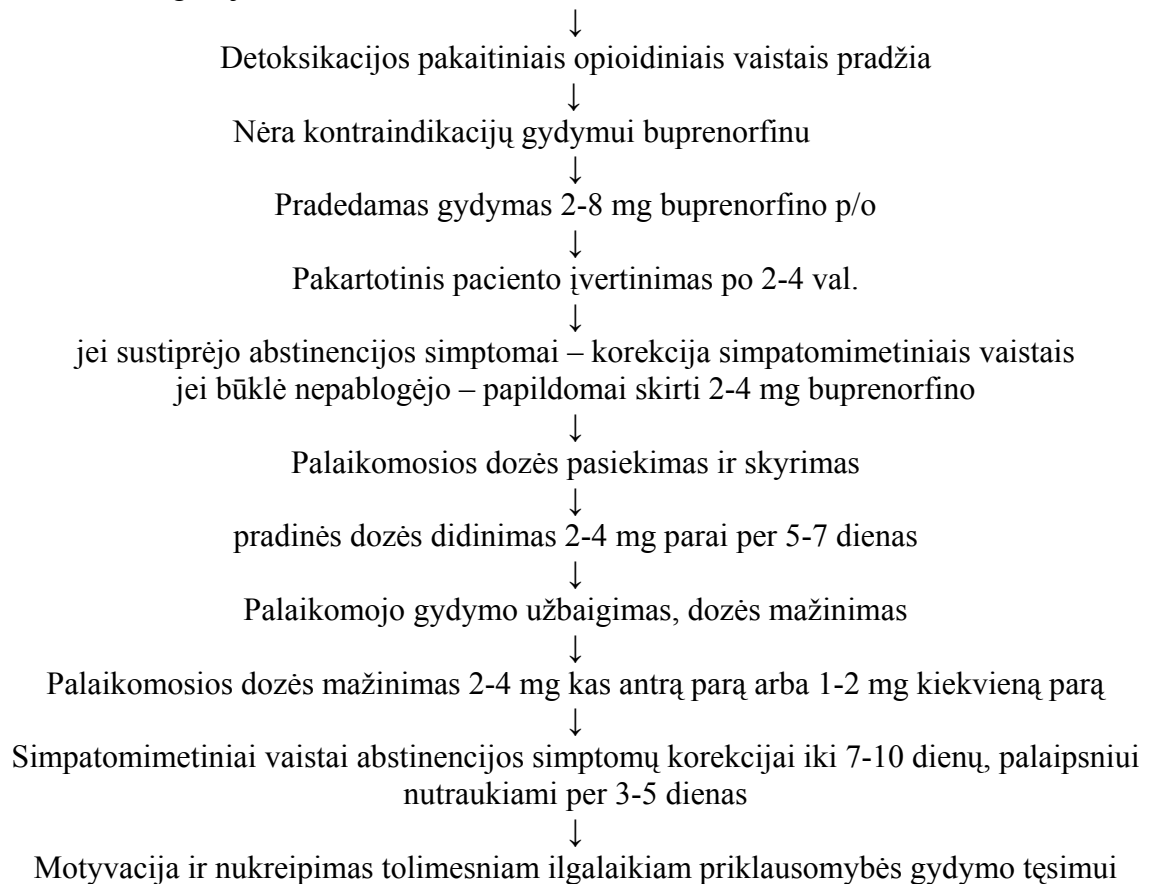 ↓
Detoksikacijos pakaitiniais opioidiniais vaistais pradžia
↓
Nėra kontraindikacijų gydymui buprenorfinu
↓
Pradedamas gydymas 2-8 mg buprenorfino p/o
↓
Pakartotinis paciento įvertinimas po 2-4 val.
↓
jei sustiprėjo abstinencijos simptomai – korekcija simpatomimetiniais vaistais
jei būklė nepablogėjo – papildomai skirti 2-4 mg buprenorfino
↓
Palaikomosios dozės pasiekimas ir skyrimas
↓
pradinės dozės didinimas 2-4 mg parai per 5-7 dienas
↓
Palaikomojo gydymo užbaigimas, dozės mažinimas
↓
Palaikomosios dozės mažinimas 2-4 mg kas antrą parą arba 1-2 mg kiekvieną parą
↓
Simpatomimetiniai vaistai abstinencijos simptomų korekcijai iki 7-10 dienų, palaipsniui
nutraukiami per 3-5 dienas
↓
Motyvacija ir nukreipimas tolimesniam ilgalaikiam priklausomybės gydymo tęsimui